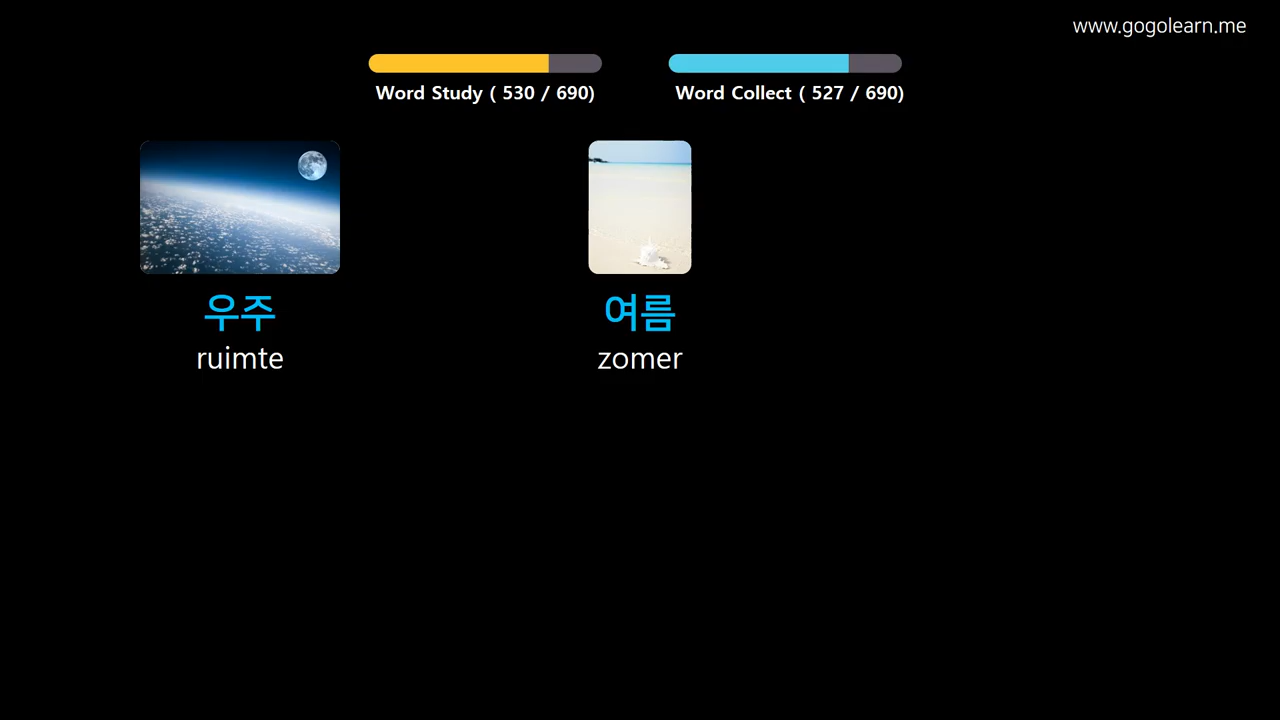 www.gogolearn.me
Word Study ( 530 / 690)
Word Collect ( 527 / 690)
우주
ruimte
여름
zomer